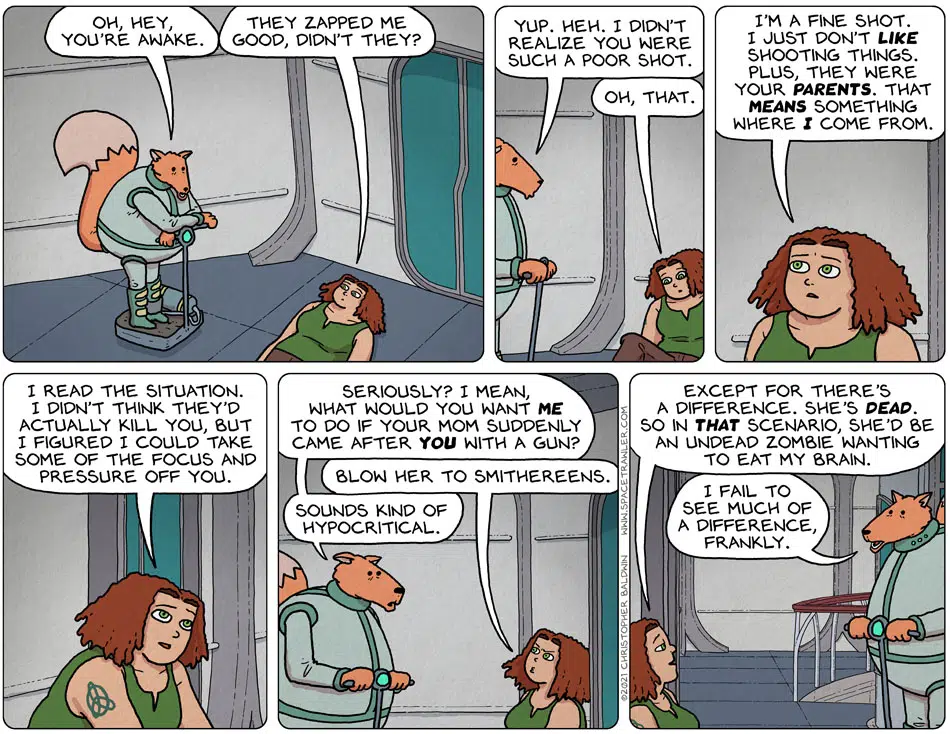 OH, HEY,
YOU'RE AWAKE.
THEY ZAPPED ME
GOOD, DIDN'T THEY?
YUP. HEH. I DIDN'T
REALIZE YOU WERE
SUCH A POOR SHOT.
OH, THAT.
I'M A FINE SHOT.
I JUST DON'T LIKE
SHOOTING THINGS.
PLUS, THEY WERE
YOUR PARENTS. THAT
MEANS SOMETHING
WHERE I COME FROM.
I READ THE SITUATION.
I DIDN'T THINK THEY'D
ACTUALLY KILL YOU, BUT
I FIGURED I COULD TAKE
SOME OF THE FOCUS AND
PRESSURE OFF YOU.
SERIOUSLY? I MEAN,
WHAT WOULD YOU WANT ME
TO DO IF YOUR MOM SUDDENLY
CAME AFTER YOU WITH A GUN?
BLOW HER TO SMITHEREENS.
SOUNDS KIND OF
HYPOCRITICAL.
©2021 CHRISTOPHER BALDWIN WWW.SPACETRAWLER.COM
EXCEPT FOR THERE'S
A DIFFERENCE. SHE'S DEAD.
SO IN THAT SCENARIO, SHE'D BE
AN UNDEAD ZOMBIE WANTING
TO EAT MY BRAIN.
I FAIL TO
SEE MUCH OF
A DIFFERENCE,
FRANKLY.